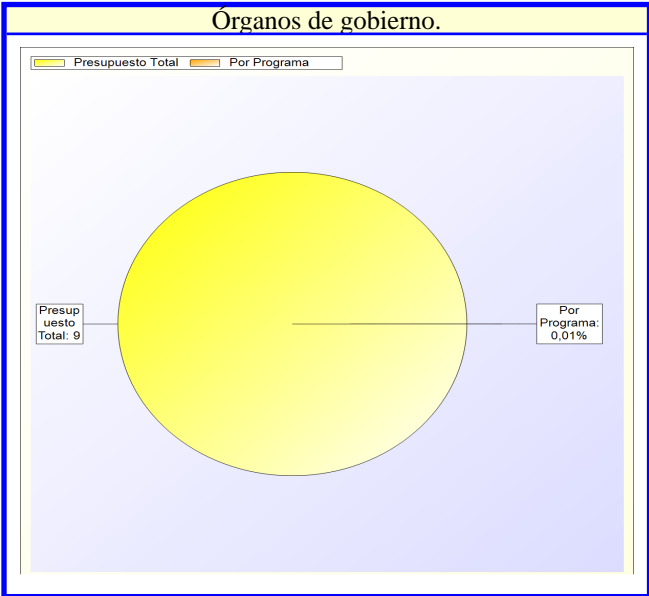 Órganos de gobierno.
Presupuesto Total Por Programa
Presup
uesto
Total: 9
Por
Programa:
0,01%